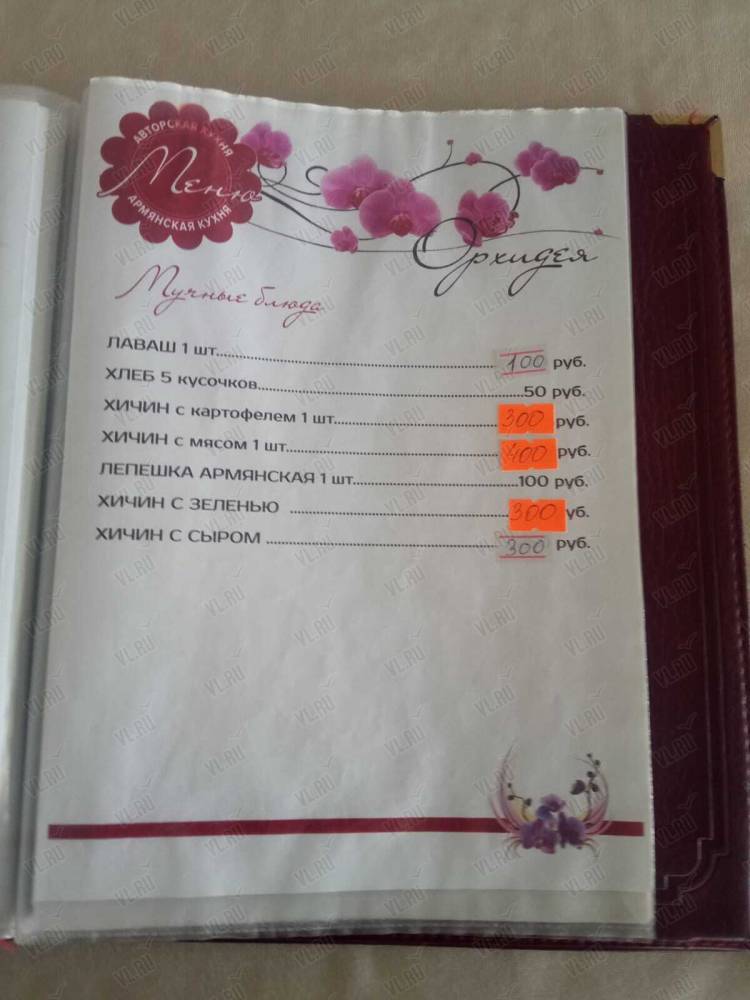 АВТОРСКАЯ КУХНЯ
Меню
АРМЯНСКАЯ КУХНЯ
Орхидея
Мучные блюда
ЛАВАШ 1 шт. 100 руб.
ХЛЕБ 5 кусочков. 50 руб.
ХИЧИН с картофелем 1 шт. 300 руб.
ХИЧИН с мясом 1 шт. 400 руб.
ЛЕПЕШКА АРМЯНСКАЯ 1 шт. 100 руб.
ХИЧИН С ЗЕЛЕНЬЮ 300 уб.
ХИЧИН С СЫРОМ 300 руб.
VL.RU